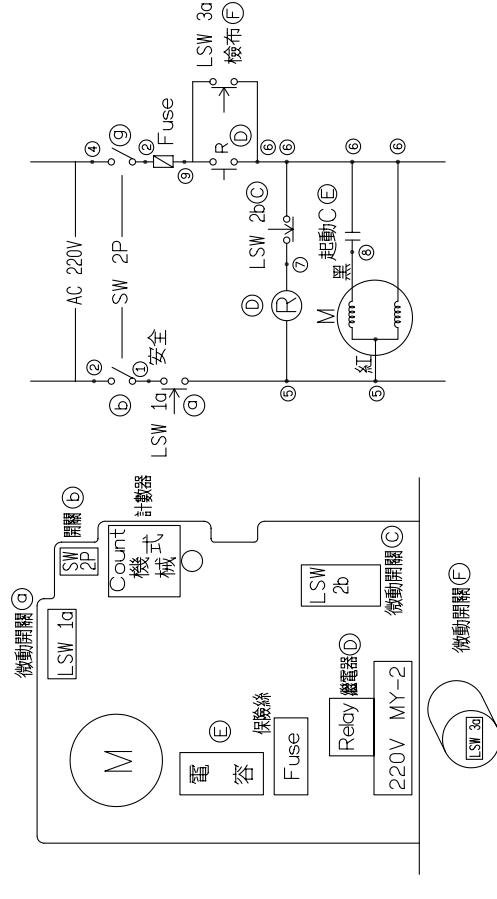 微動開關ⓐ
LSW 1a
開關ⓑ
SW
2P
計數器
Count
機式
械
M
電
容
Ⓔ
保險絲
Fuse
LSW
2b
微動開關Ⓒ
Relay
繼電器Ⓓ
220V MY-2
LSW 3a
微動開關Ⓕ
AC 220V
②
④
SW 2P
ⓑ
ⓖ
①
②
安全
Fuse
LSW 1a
ⓐ
⑨
LSW 3a
檢布Ⓕ
R
Ⓓ
⑥
⑥
LSW 2bⒸ
⑦
Ⓓ
R
⑤
起動CⒺ
黑
⑧
⑥
M
紅
⑤
⑥